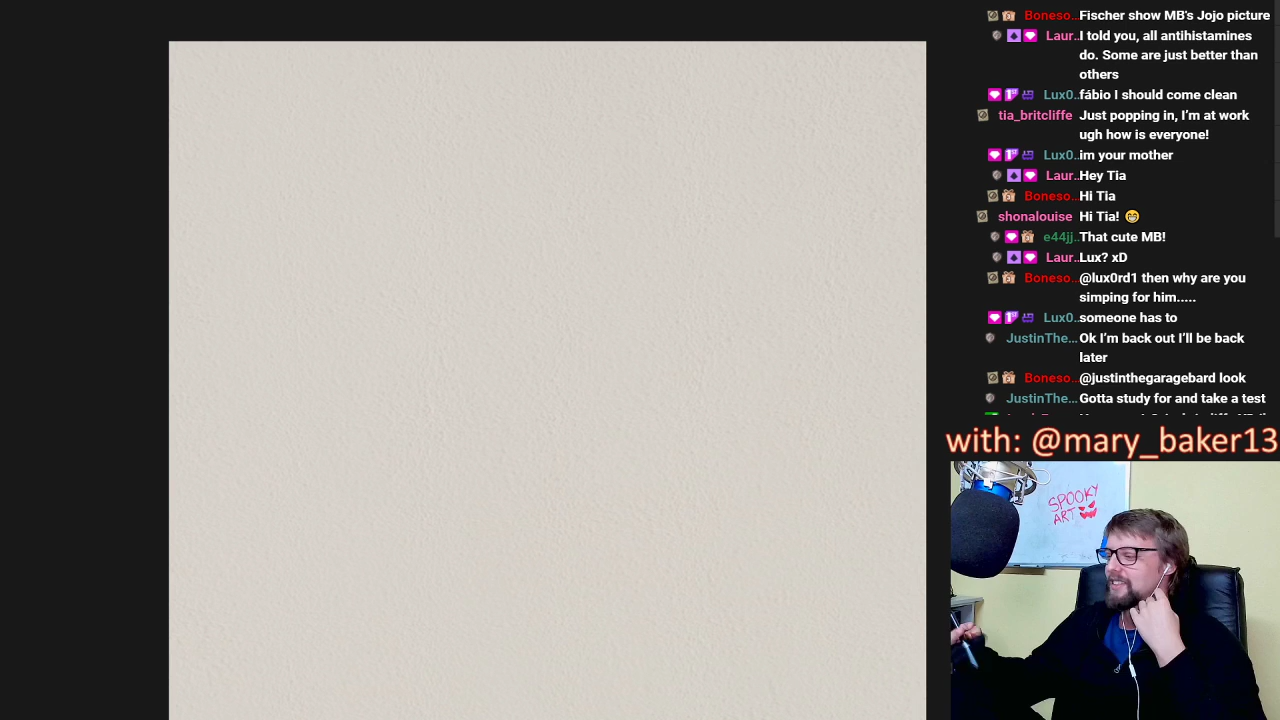 Boneso.. Fischer show MB's Jojo picture
Laur.. I told you, all antihistamines
do. Some are just better than
others
Lux0.. fábio I should come clean
tia_britcliffe Just popping in, I'm at work
ugh how is everyone!
Lux0.. im your mother
Laur.. Hey Tia
Boneso.. Hi Tia
shonalouise Hi Tia! 😁
e44jj.. That cute MB!
Laur.. Lux? xD
Boneso.. @lux0rd1 then why are you
simping for him.....
Lux0.. someone has to
JustinThe... Ok I'm back out I'll be back
later
Boneso.. @justinthegaragebard look
JustinThe... Gotta study for and take a test
with: @mary_baker13
SPOOKY
ART